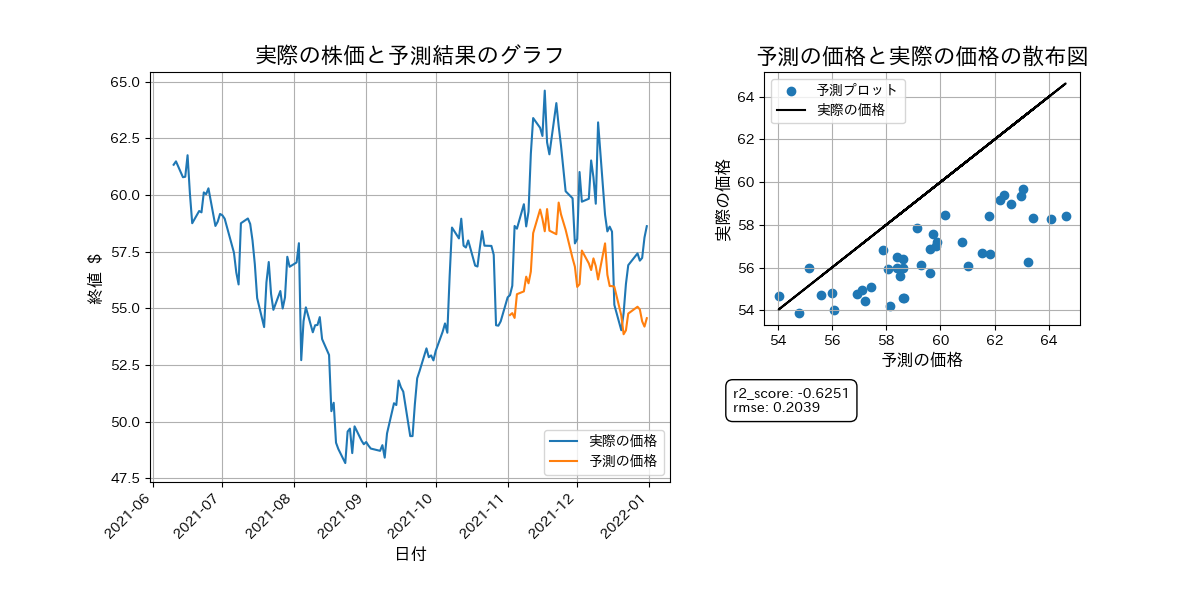 実際の株価と予測結果のグラフ
65.0
62.5
60.0
57.5
55.0
52.5
50.0
47.5
終値 $
2021-06
2021-07
2021-08
2021-09
2021-10
2021-11
2021-12
2022-01
日付
実際の価格
予測の価格
予測の価格と実際の価格の散布図
予測プロット
実際の価格
64
62
60
58
56
54
実際の価格
54
56
58
60
62
64
予測の価格
r2_score: -0.6251
rmse: 0.2039